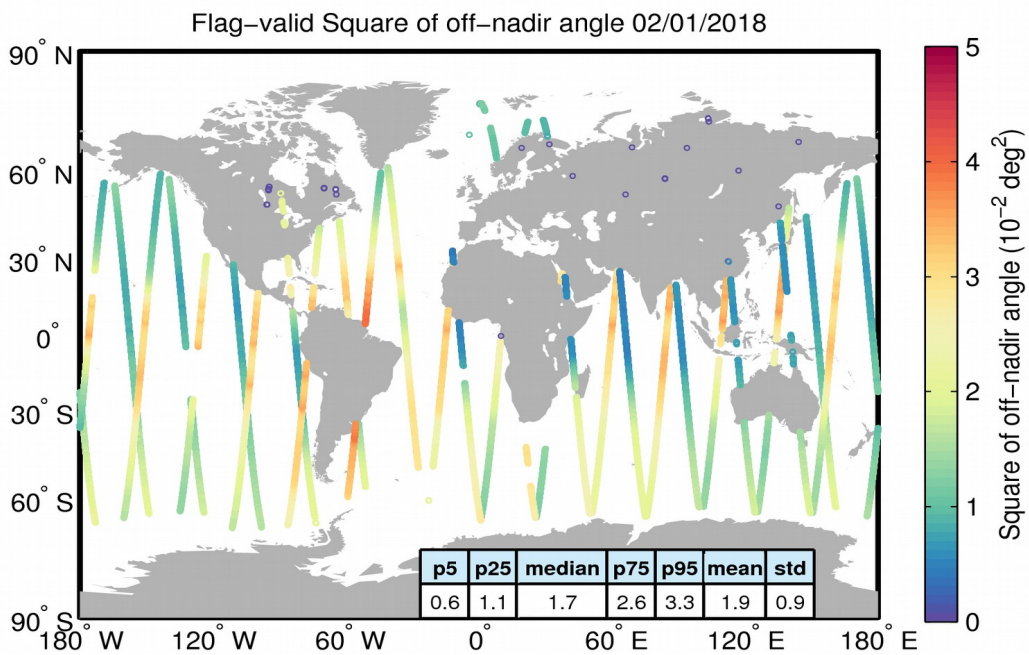 Flag−valid Square of off−nadir angle 02/01/2018
90° N
60° N
30° N
0°
30° S
60° S
90° S
180° W
120° W
60° W
0°
60° E
120° E
180° E
p5 p25 median p75 p95 mean std
0.6 1.1 1.7 2.6 3.3 1.9 0.9
5
4
3
2
1
0
Square of off−nadir angle (10⁻² deg²)